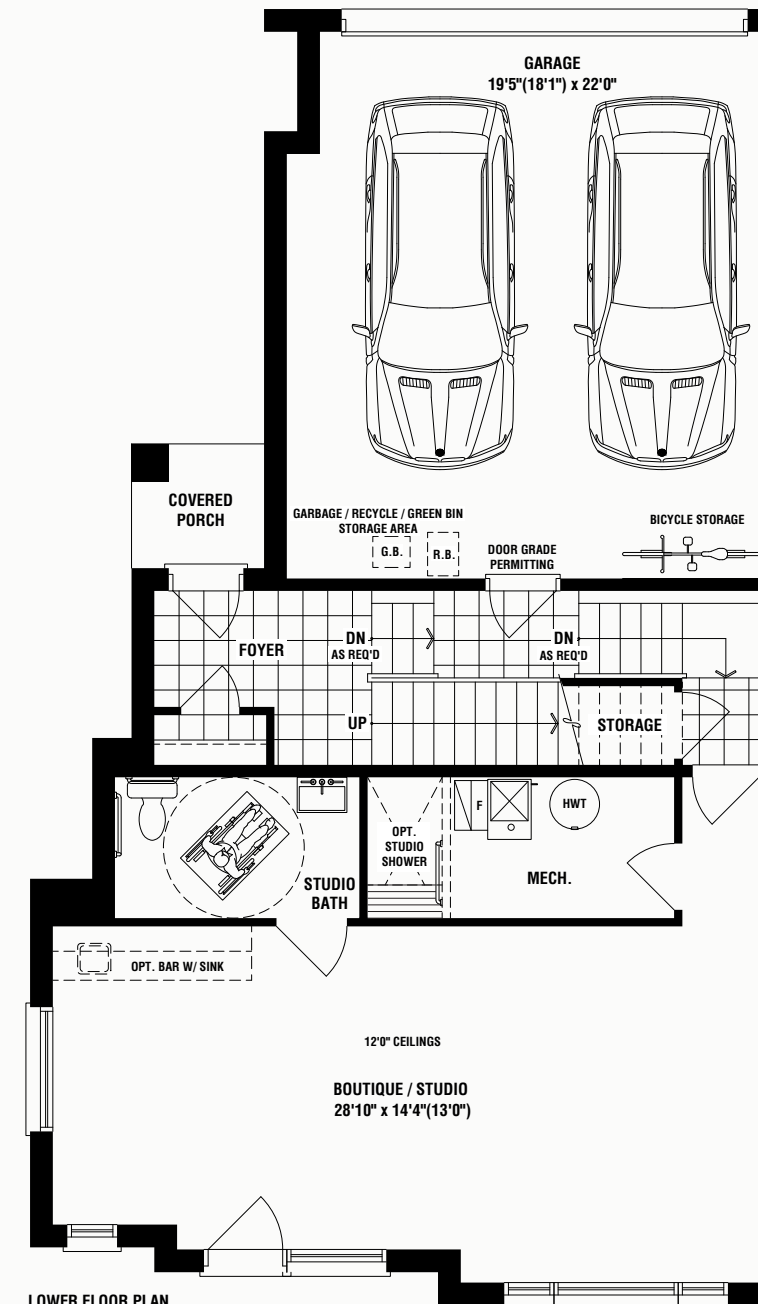 GARAGE
19'5"(18'1") x 22'0"
COVERED
PORCH
GARBAGE / RECYCLE / GREEN BIN
STORAGE AREA
G.B.
R.B.
DOOR GRADE
PERMITTING
BICYCLE STORAGE
FOYER
DN
AS REQ'D
DN
AS REQ'D
UP
STORAGE
F
HWT
OPT.
STUDIO
SHOWER
MECH.
STUDIO
BATH
OPT. BAR W/ SINK
12'0" CEILINGS
BOUTIQUE / STUDIO
28'10" x 14'4"(13'0")
LOWER FLOOR PLAN